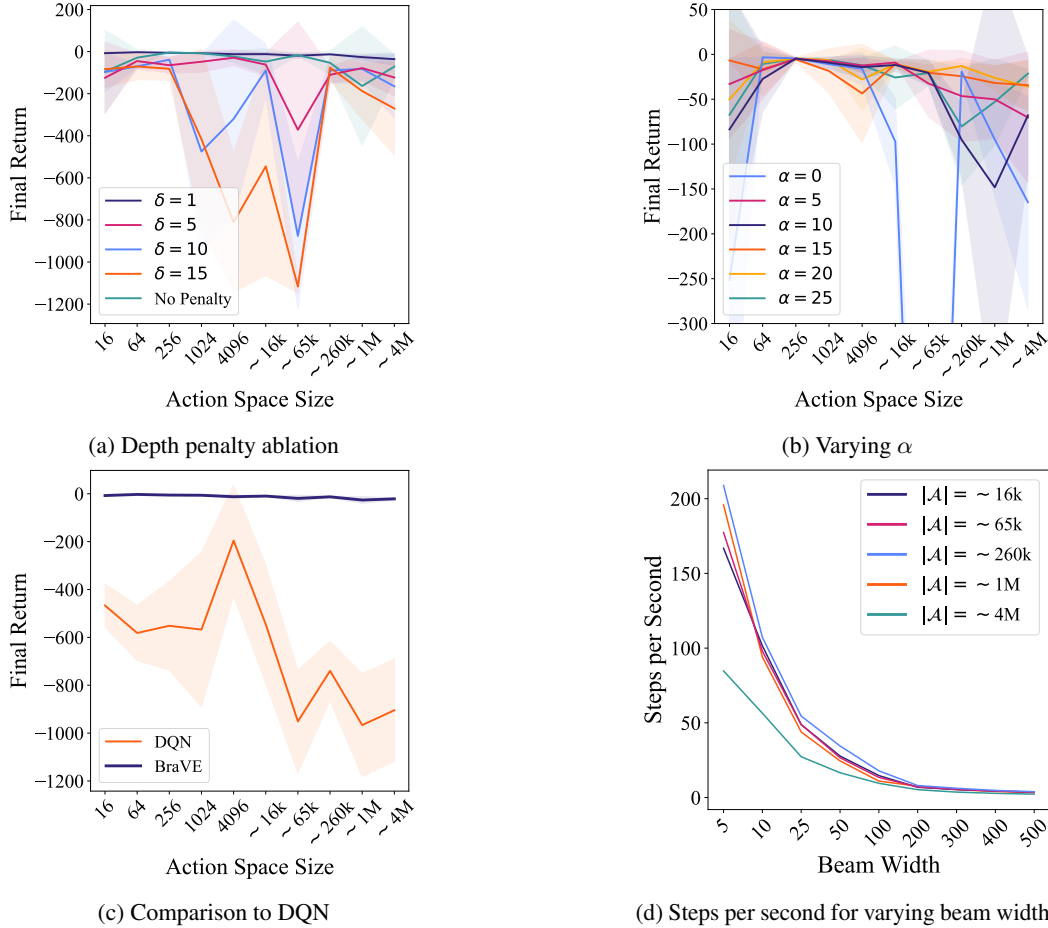 200
0
−200
−400
−600
−800
−1000
−1200
Final Return
δ = 1
δ = 5
δ = 10
δ = 15
No Penalty
16
64
256
1024
4096
~ 16k
~ 65k
~ 260k
~ 1M
~ 4M
Action Space Size
(a) Depth penalty ablation
50
0
−50
−100
−150
−200
−250
−300
Final Return
α = 0
α = 5
α = 10
α = 15
α = 20
α = 25
16
64
256
1024
4096
~ 16k
~ 65k
~ 260k
~ 1M
~ 4M
Action Space Size
(b) Varying α
0
−200
−400
−600
−800
−1000
−1200
Final Return
DQN
BraVE
16
64
256
1024
4096
~ 16k
~ 65k
~ 260k
~ 1M
~ 4M
Action Space Size
(c) Comparison to DQN
200
150
100
50
0
Steps per Second
|𝒜| = ~ 16k
|𝒜| = ~ 65k
|𝒜| = ~ 260k
|𝒜| = ~ 1M
|𝒜| = ~ 4M
5
10
25
50
100
200
300
400
500
Beam Width
(d) Steps per second for varying beam width